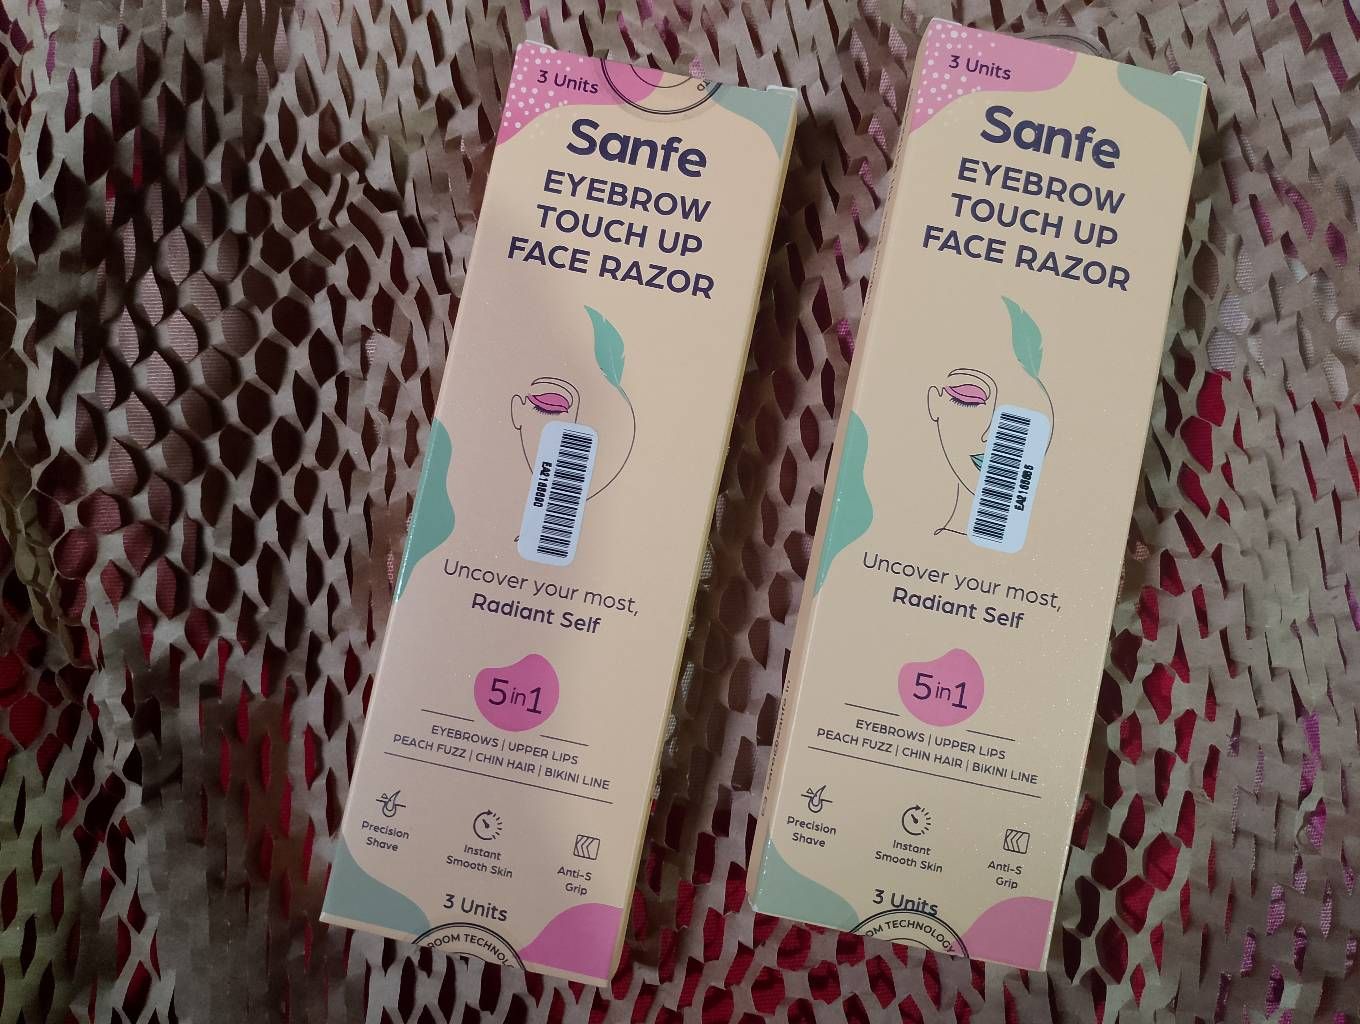 3 Units
Sanfe
EYEBROW
TOUCH UP
FACE RAZOR
Uncover your most,
Radiant Self
5in1
EYEBROWS | UPPER LIPS
PEACH FUZZ | CHIN HAIR | BIKINI LINE
Precision
Shave
Instant
Smooth Skin
Anti-S
Grip
3 Units
3 Units
Sanfe
EYEBROW
TOUCH UP
FACE RAZOR
Uncover your most,
Radiant Self
5in1
EYEBROWS | UPPER LIPS
PEACH FUZZ | CHIN HAIR | BIKINI LINE
Precision
Shave
Instant
Smooth Skin
Anti-S
Grip
3 Units
TECHNOLOGY